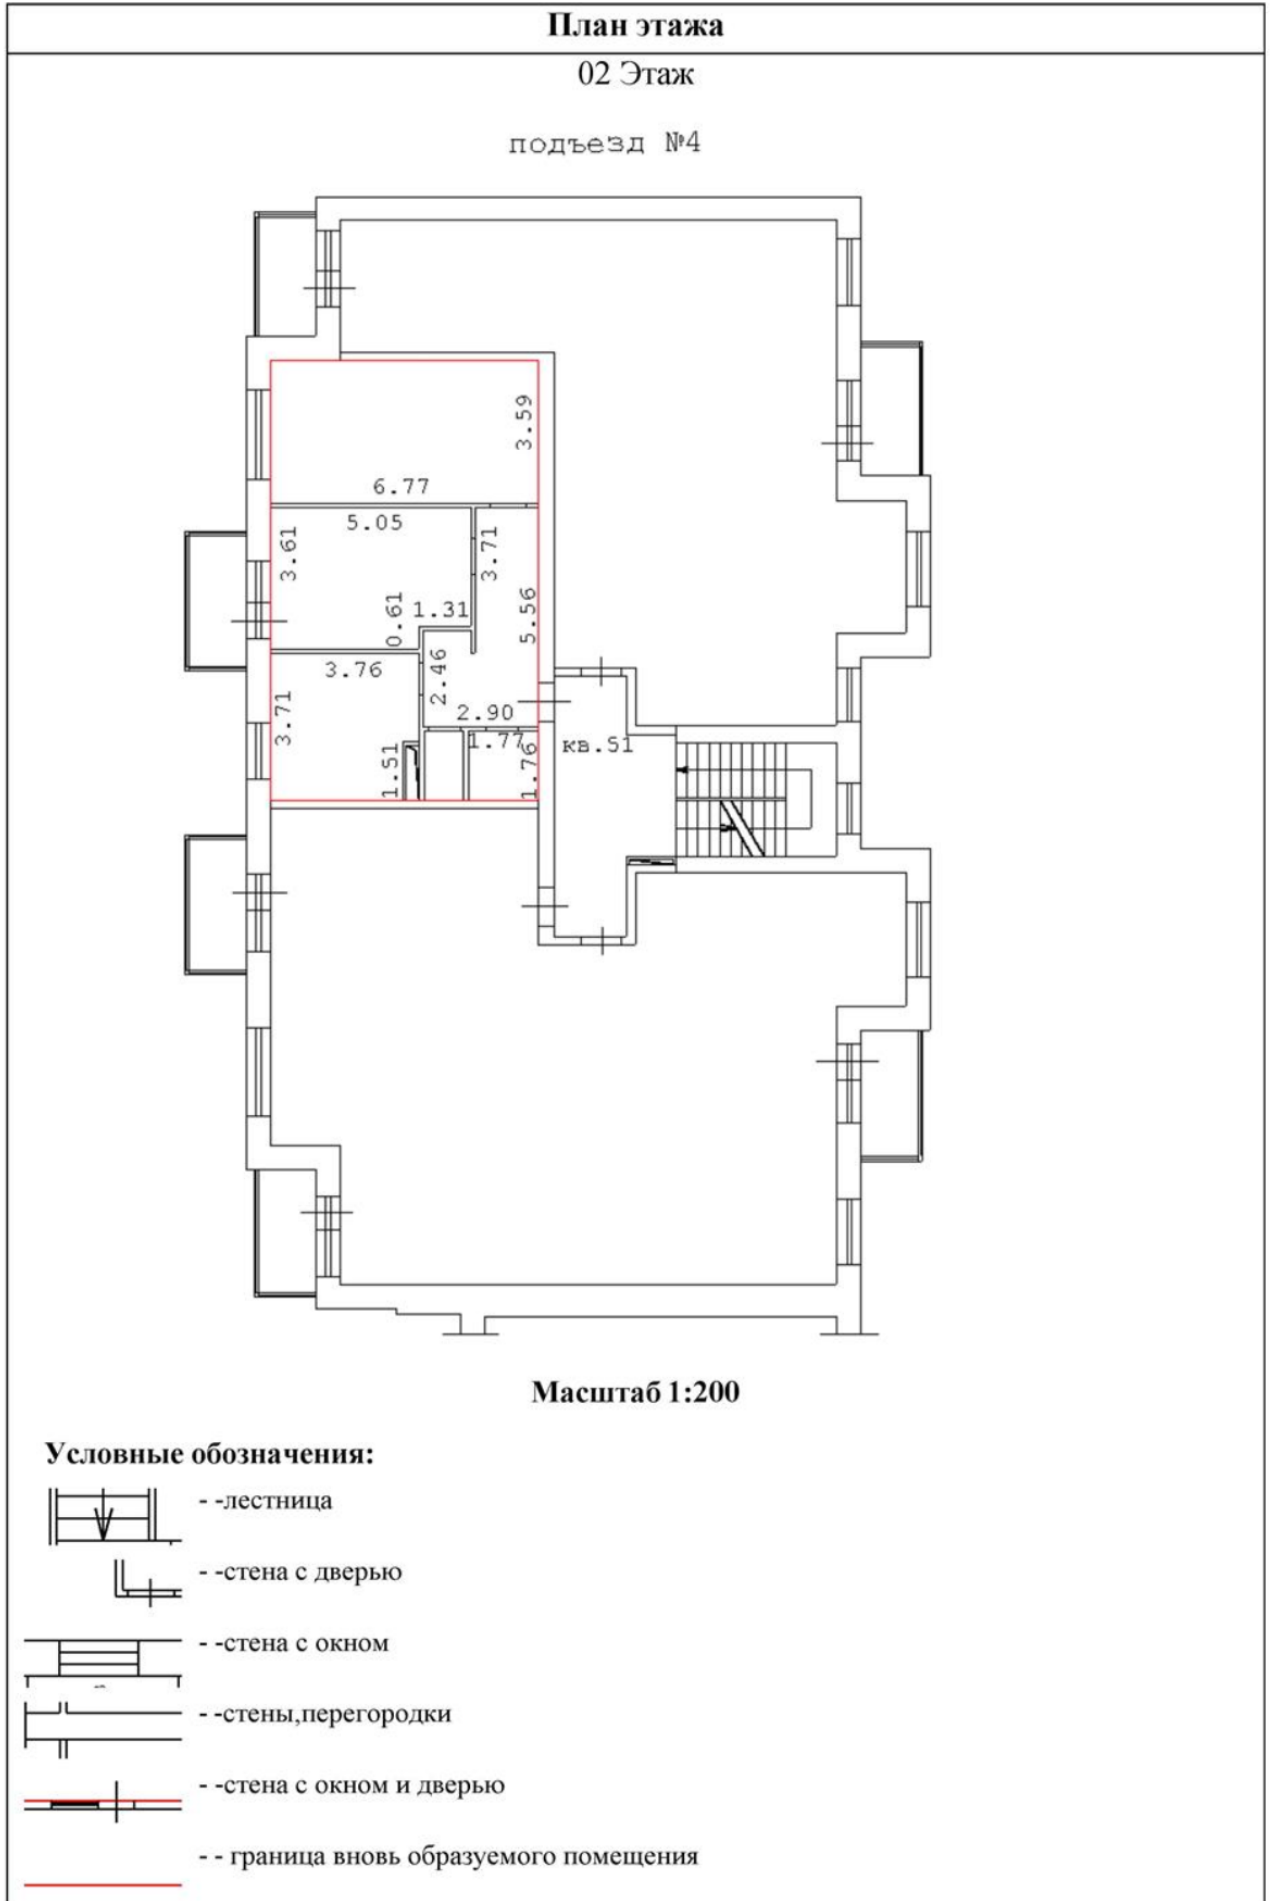 План этажа
02 Этаж
подъезд №4
3.59
6.77
5.05
3.61
3.71
0.61
1.31
5.56
3.76
2.46
3.71
2.90
1.77
кв.51
1.51
1.76
Масштаб 1:200
Условные обозначения:
- -лестница
- -стена с дверью
- -стена с окном
- -стены,перегородки
- -стена с окном и дверью
- - граница вновь образуемого помещения